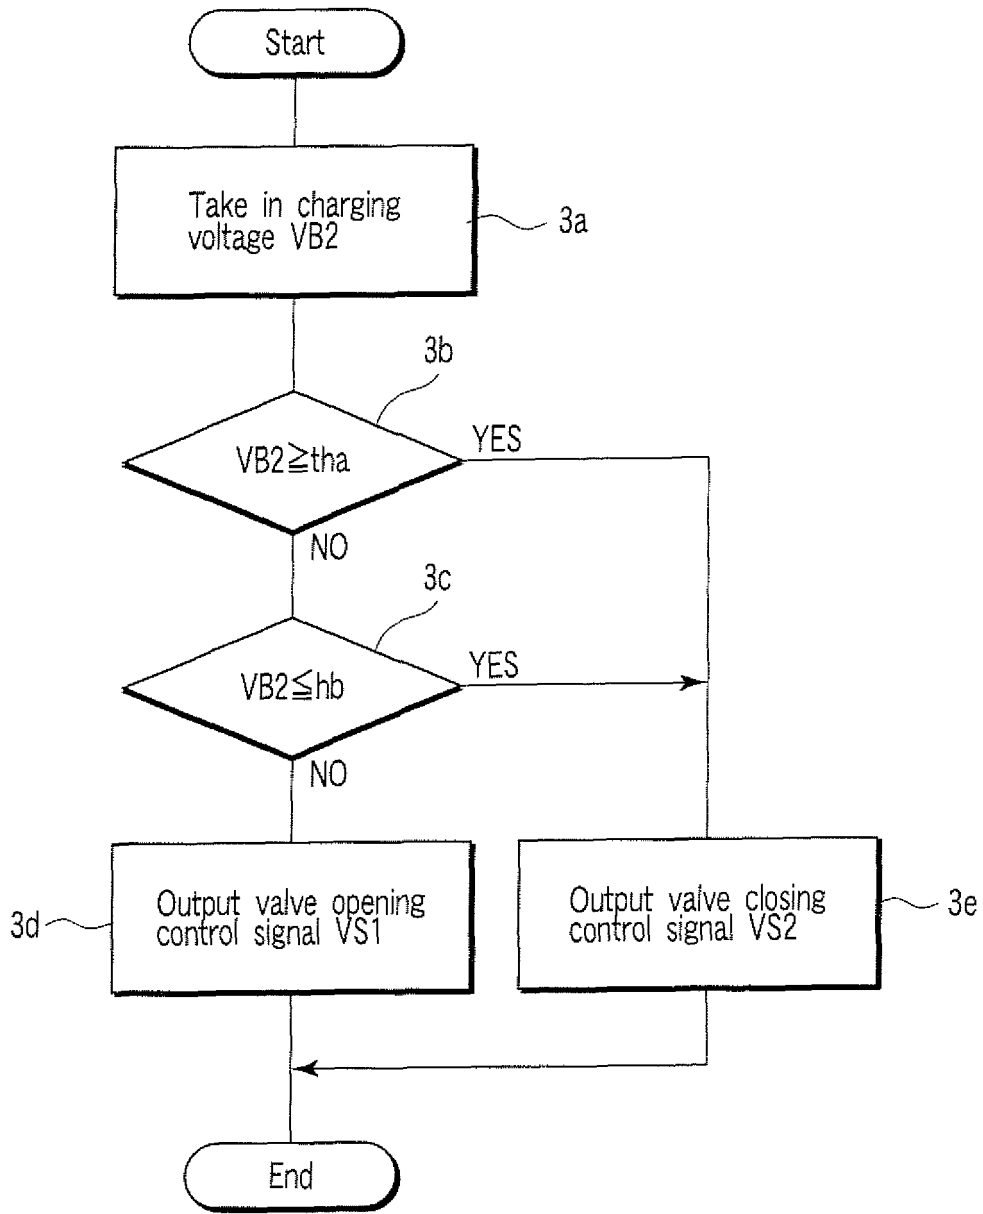 Start
Take in charging
voltage VB2
3a
3b
VB2≧tha
YES
NO
3c
VB2≦hb
YES
NO
3d
Output valve opening
control signal VS1
Output valve closing
control signal VS2
3e
End